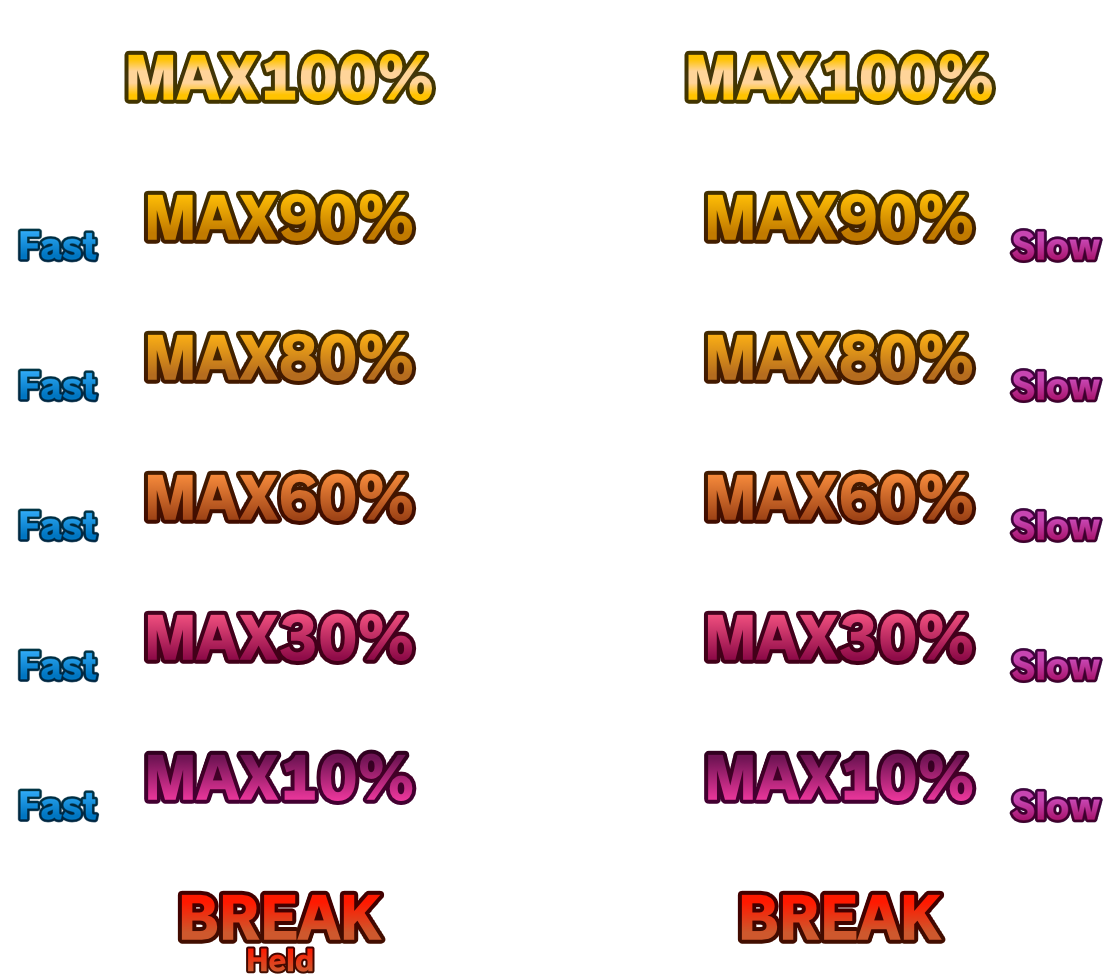 MAX100% MAX100%
MAX90% MAX90%
Fast Slow
MAX80% MAX80%
Fast Slow
MAX60% MAX60%
Fast Slow
MAX30% MAX30%
Fast Slow
MAX10% MAX10%
Fast Slow
BREAK BREAK
Held